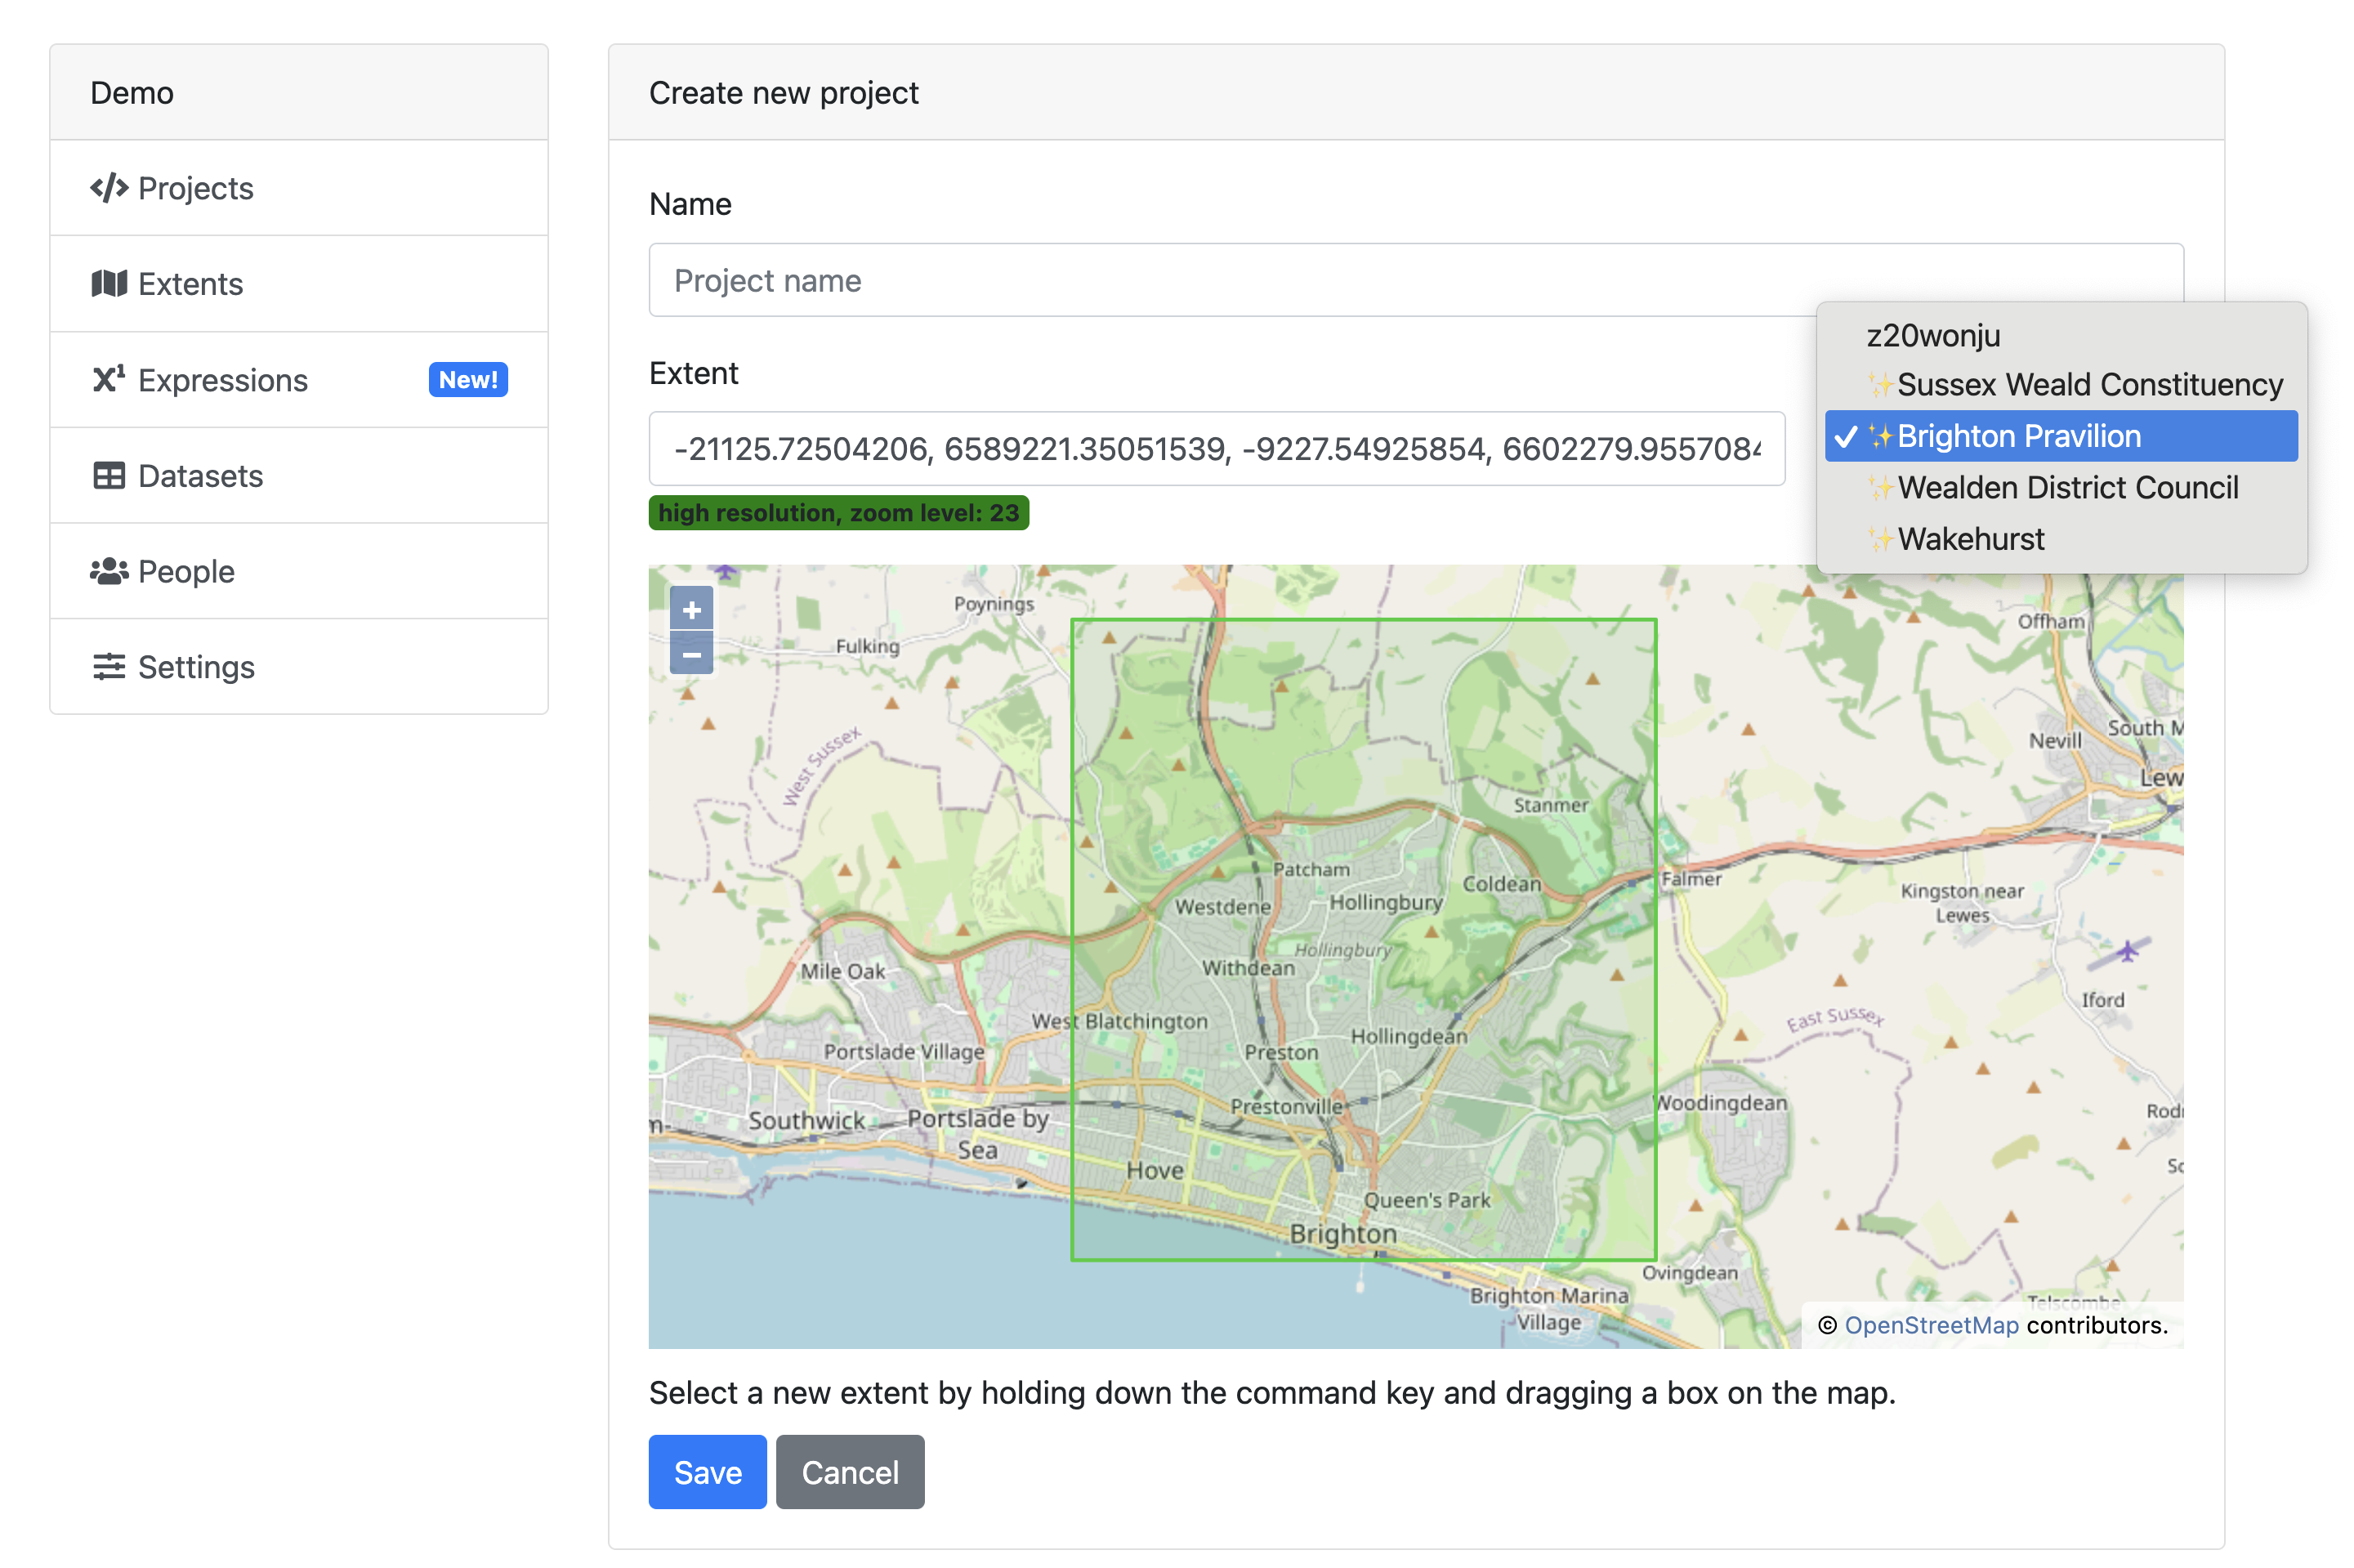 Demo
Projects
Extents
Expressions New!
Datasets
People
Settings
Create new project
Name
Project name
Extent
-21125.72504206, 6589221.35051539, -9227.54925854, 6602279.9557084
high resolution, zoom level: 23
z20wonju
✨Sussex Weald Constituency
✓ ✨Brighton Pravilion
✨Wealden District Council
✨Wakehurst
+
−
Poynings
Fulking
Offham
West Sussex
South M
Nevill
Lew
Stanmer
Patcham
Coldean
Falmer
Westdene
Hollingbury
Kingston near
Lewes
Hollingbury
Withdean
Mile Oak
Iford
West Blatchington
East Sussex
Hollingdean
Portslade Village
Preston
Woodingdean
Prestonville
Rod
Southwick
Portslade by
Sea
m-
Hove
Sc
Queen's Park
Brighton
Ovingdean
Brighton Marina
Village
Telscombe
© OpenStreetMap contributors.
Select a new extent by holding down the command key and dragging a box on the map.
Save
Cancel